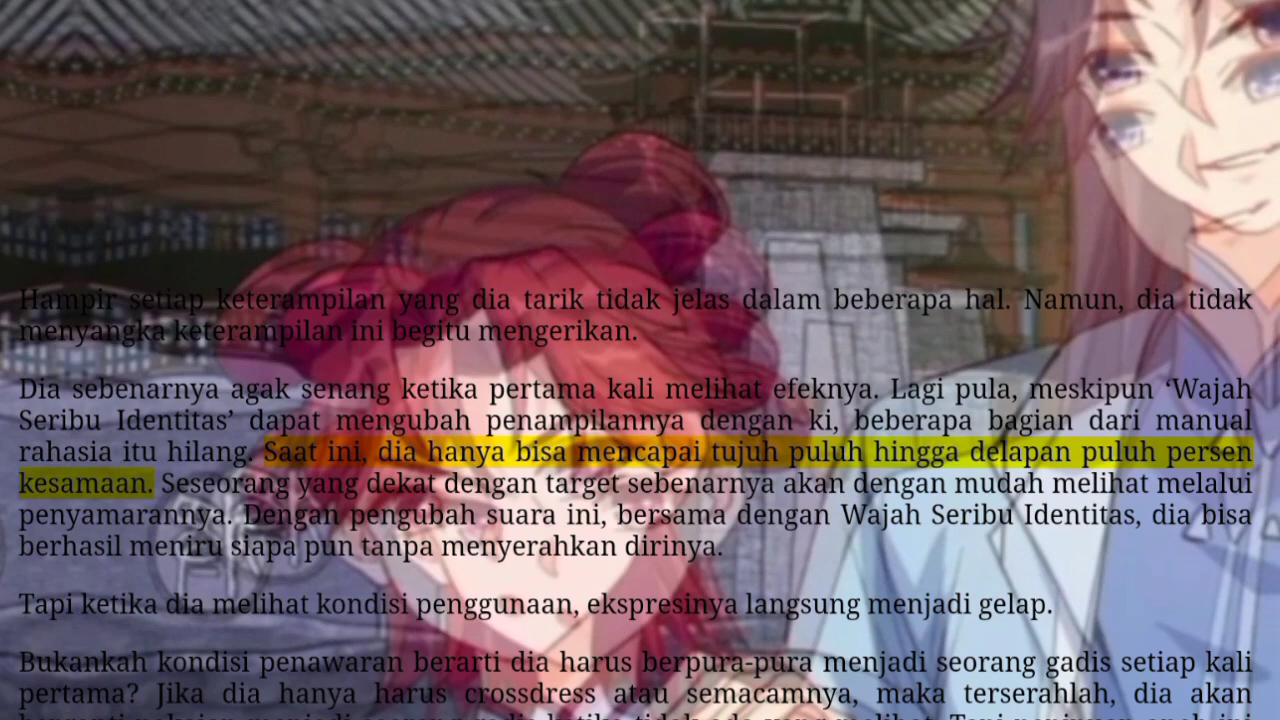 Hampir setiap keterampilan yang dia tarik tidak jelas dalam beberapa hal. Namun, dia tidak
menyangka keterampilan ini begitu mengerikan.
Dia sebenarnya agak senang ketika pertama kali melihat efeknya. Lagi pula, meskipun ‘Wajah
Seribu Identitas’ dapat mengubah penampilannya dengan ki, beberapa bagian dari manual
rahasia itu hilang. Saat ini, dia hanya bisa mencapai tujuh puluh hingga delapan puluh persen
kesamaan. Seseorang yang dekat dengan target sebenarnya akan dengan mudah melihat melalui
penyamarannya. Dengan pengubah suara ini, bersama dengan Wajah Seribu Identitas, dia bisa
berhasil meniru siapa pun tanpa menyerahkan dirinya.
Tapi ketika dia melihat kondisi penggunaan, ekspresinya langsung menjadi gelap.
Bukankah kondisi penawaran berarti dia harus berpura-pura menjadi seorang gadis setiap kali
pertama? Jika dia hanya harus crossdress atau semacamnya, maka terserahlah, dia akan